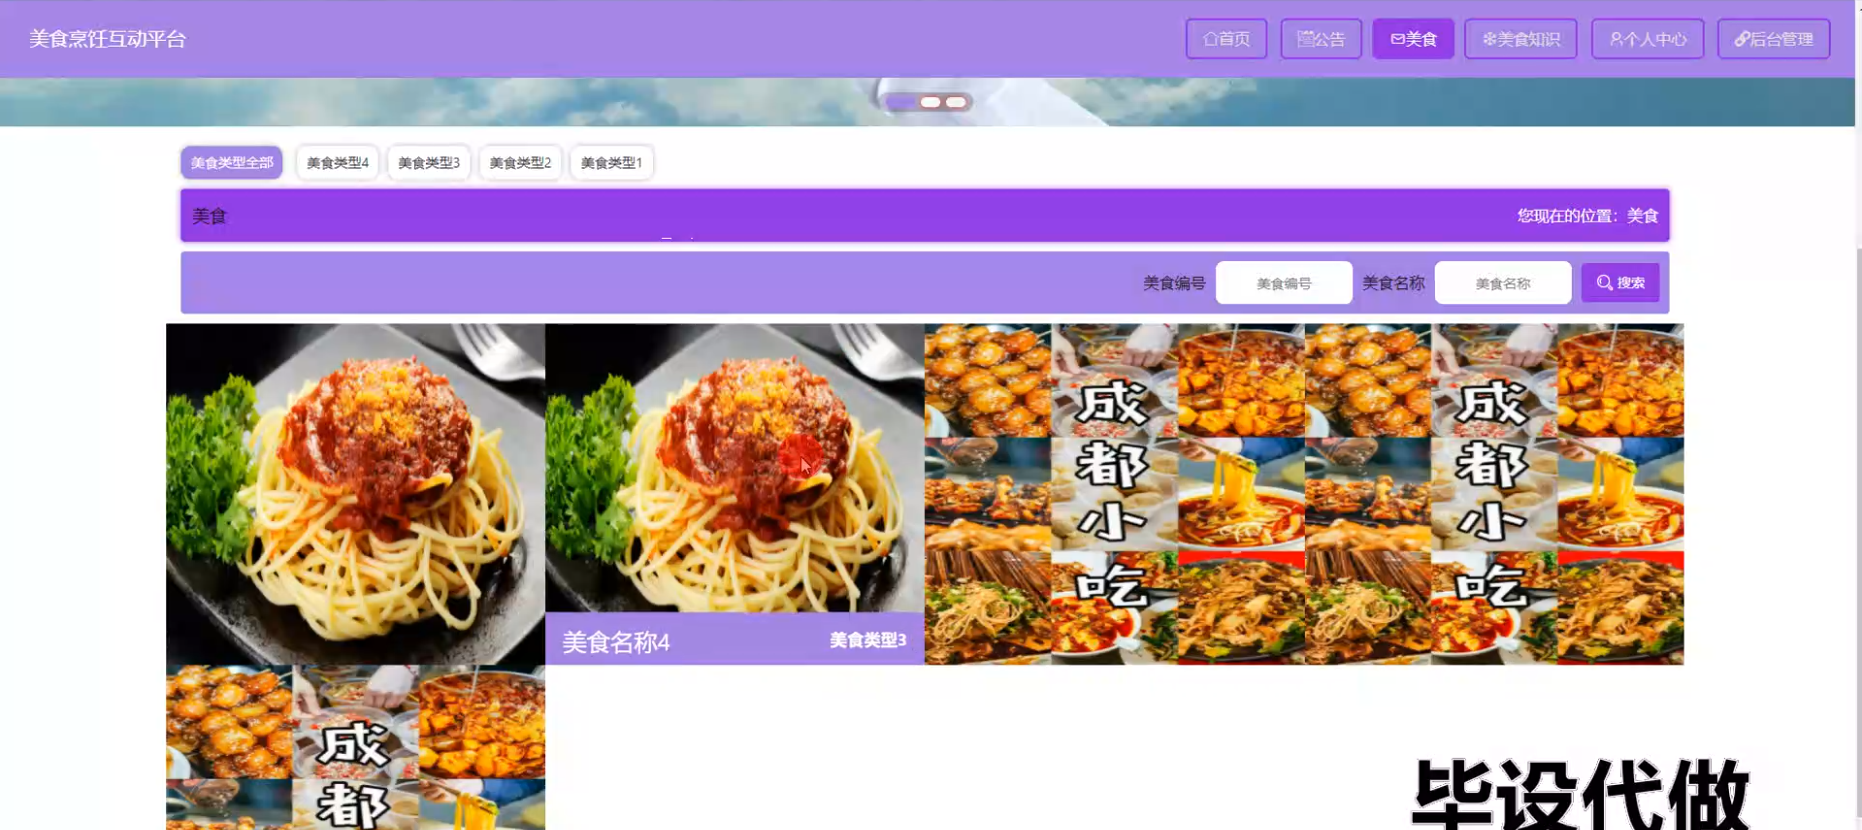 美食烹饪互动平台
首页 公告 美食 美食知识 个人中心 后台管理
美食类型全部 美食类型4 美食类型3 美食类型2 美食类型1
美食 您现在的位置：美食
美食编号 美食编号 美食名称 美食名称 搜索
成都小吃
成都小吃
美食名称4 美食类型3
成都
毕设代做